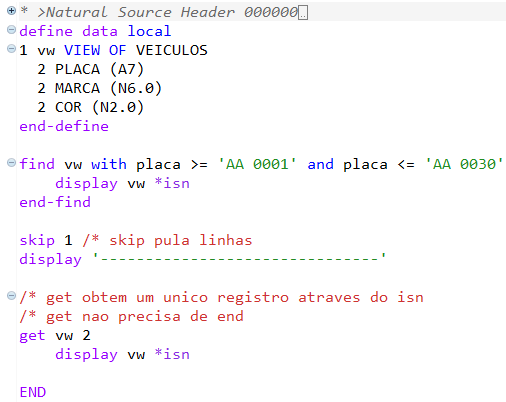 * >Natural Source Header 000000..
define data local
1 vw VIEW OF VEICULOS
  2 PLACA (A7)
  2 MARCA (N6.0)
  2 COR (N2.0)
end-define

find vw with placa >= 'AA 0001' and placa <= 'AA 0030'
    display vw *isn
end-find

skip 1 /* skip pula linhas
display '-------------------------------'

/* get obtem um unico registro atraves do isn
/* get nao precisa de end
get vw 2
    display vw *isn

END